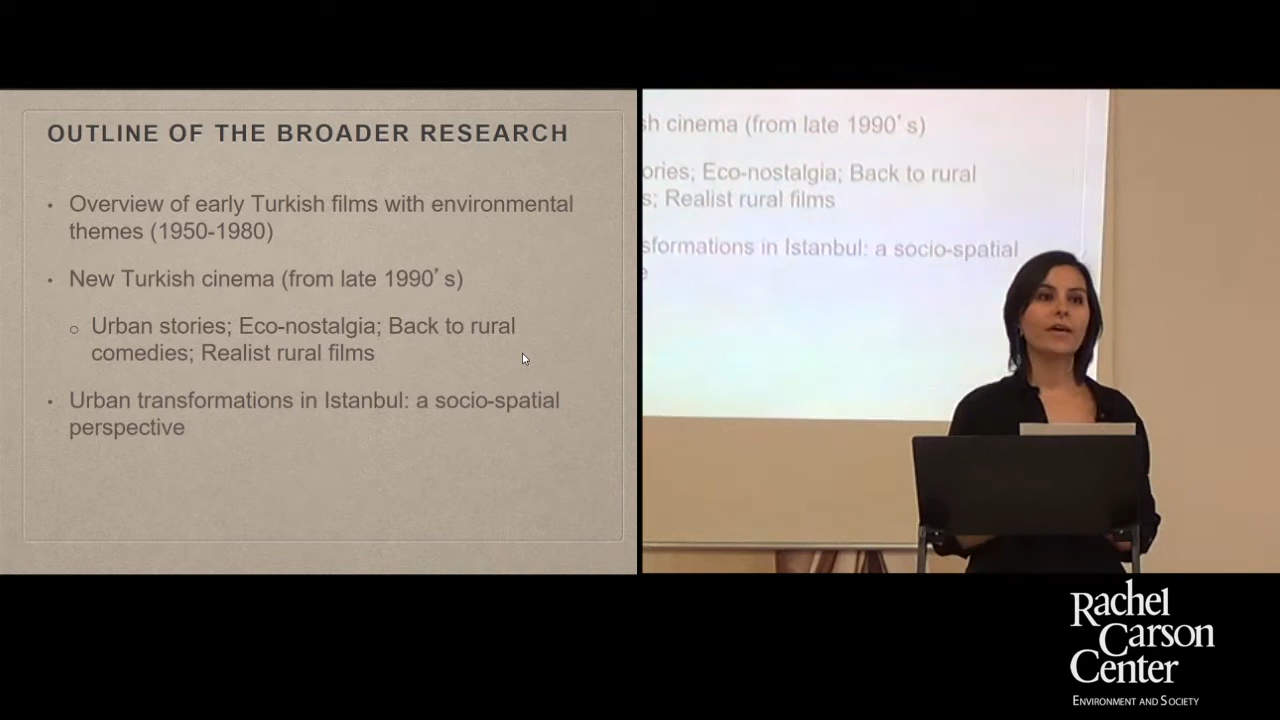 OUTLINE OF THE BROADER RESEARCH
• Overview of early Turkish films with environmental
themes (1950-1980)
• New Turkish cinema (from late 1990's)
o Urban stories; Eco-nostalgia; Back to rural
comedies; Realist rural films
• Urban transformations in Istanbul: a socio-spatial
perspective
sh cinema (from late 1990's)
ories; Eco-nostalgia; Back to rural
s; Realist rural films
sformations in Istanbul: a socio-spatial
e
Rachel
Carson
Center
ENVIRONMENT AND SOCIETY